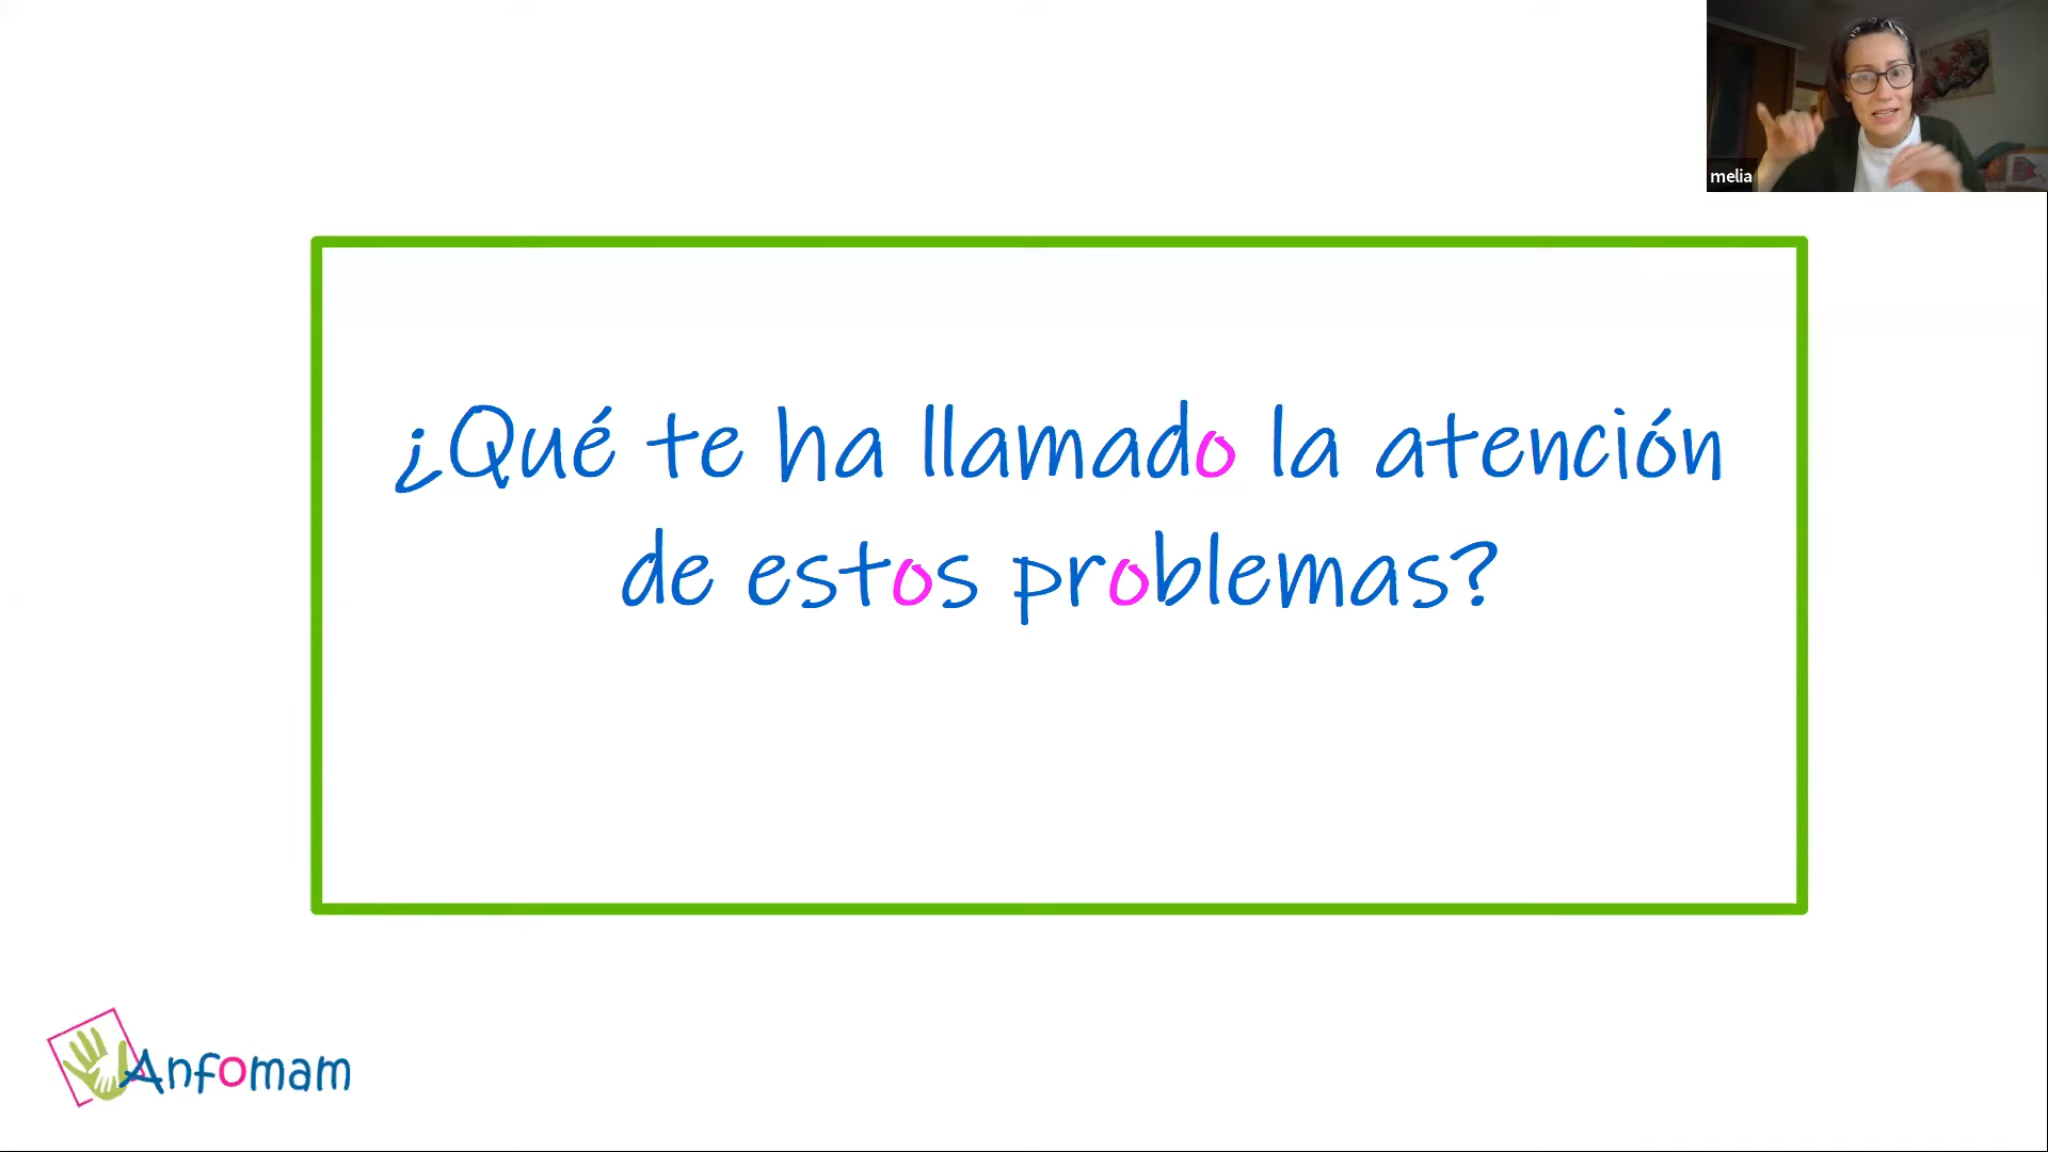 melia
¿Qué te ha llamado la atención
de estos problemas?
Anfomam